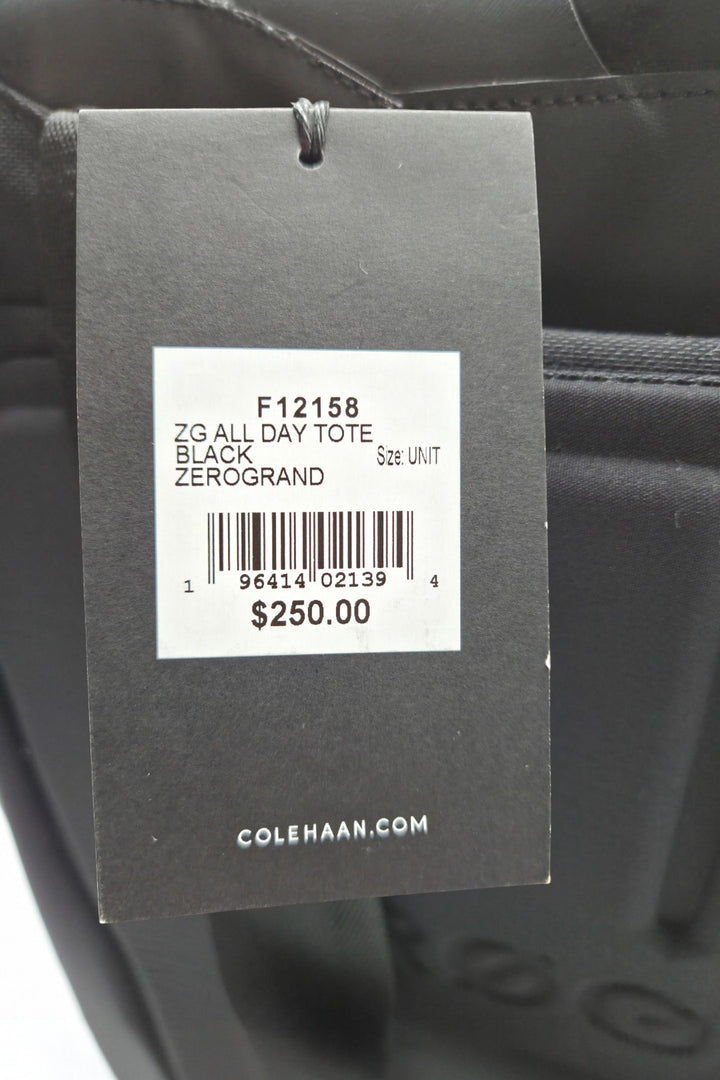 F12158
ZG ALL DAY TOTE
BLACK Size: UNIT
ZEROGRAND
1 96414 02139 4
$250.00
COLEHAAN.COM